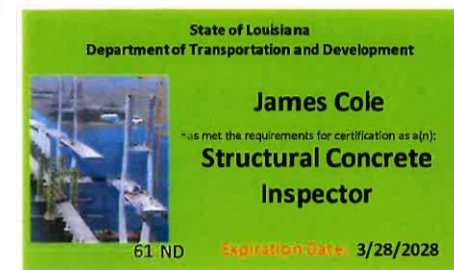 State of Louisiana
Department of Transportation and Development
James Cole
has met the requirements for certification as a(n):
Structural Concrete
Inspector
61 ND
Expiration Date: 3/28/2028